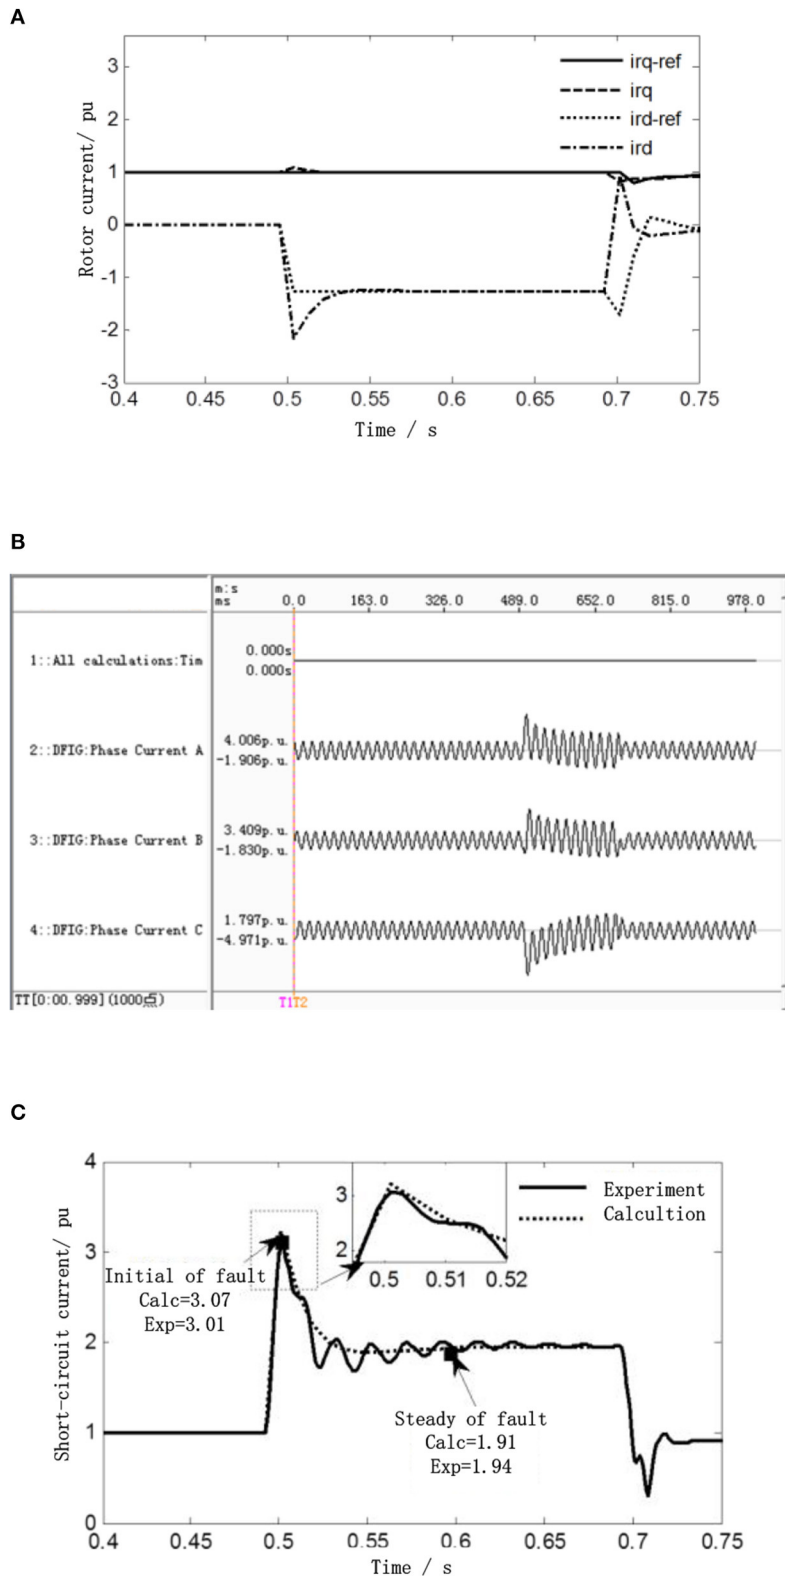 A
3
2
1
0
-1
-2
-3
Rotor current/ pu
irq-ref
irq
ird-ref
ird
0.4 0.45 0.5 0.55 0.6 0.65 0.7 0.75
Time / s
B
m:s
ms 0.0 163.0 326.0 489.0 652.0 815.0 978.0
1::All calculations:Tim 0.000s
0.000s
2::DFIG:Phase Current A 4.006p.u.
-1.906p.u.
3::DFIG:Phase Current B 3.409p.u.
-1.830p.u.
4::DFIG:Phase Current C 1.797p.u.
-4.971p.u.
TT[0:00.999](1000点) T1T2
C
4
3
2
1
0
Short-circuit current/ pu
3
2
0.5 0.51 0.52
Experiment
Calcultion
Initial of fault
Calc=3.07
Exp=3.01
Steady of fault
Calc=1.91
Exp=1.94
0.4 0.45 0.5 0.55 0.6 0.65 0.7 0.75
Time / s